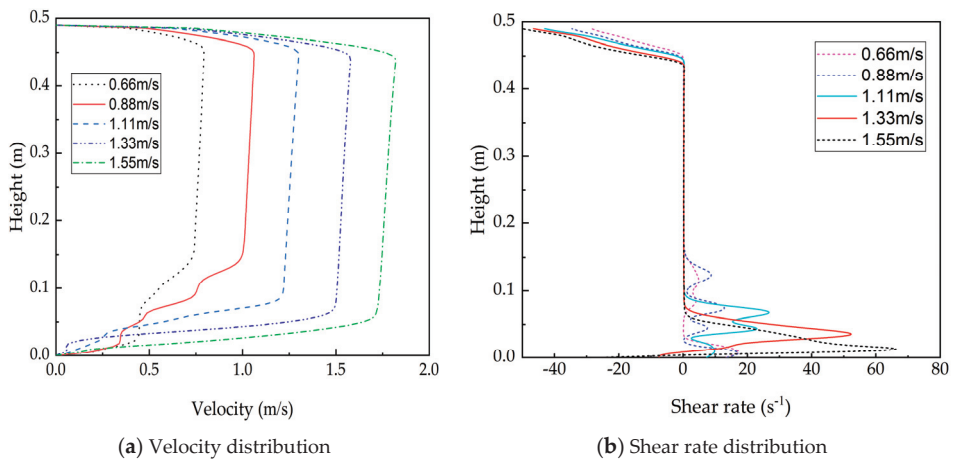 0.5
0.4
0.3
0.2
0.1
0.0
0.0
0.5
1.0
1.5
2.0
Height (m)
Velocity (m/s)
0.66m/s
0.88m/s
1.11m/s
1.33m/s
1.55m/s
(a) Velocity distribution
0.5
0.4
0.3
0.2
0.1
0.0
-40
-20
0
20
40
60
80
Height (m)
Shear rate (s⁻¹)
0.66m/s
0.88m/s
1.11m/s
1.33m/s
1.55m/s
(b) Shear rate distribution